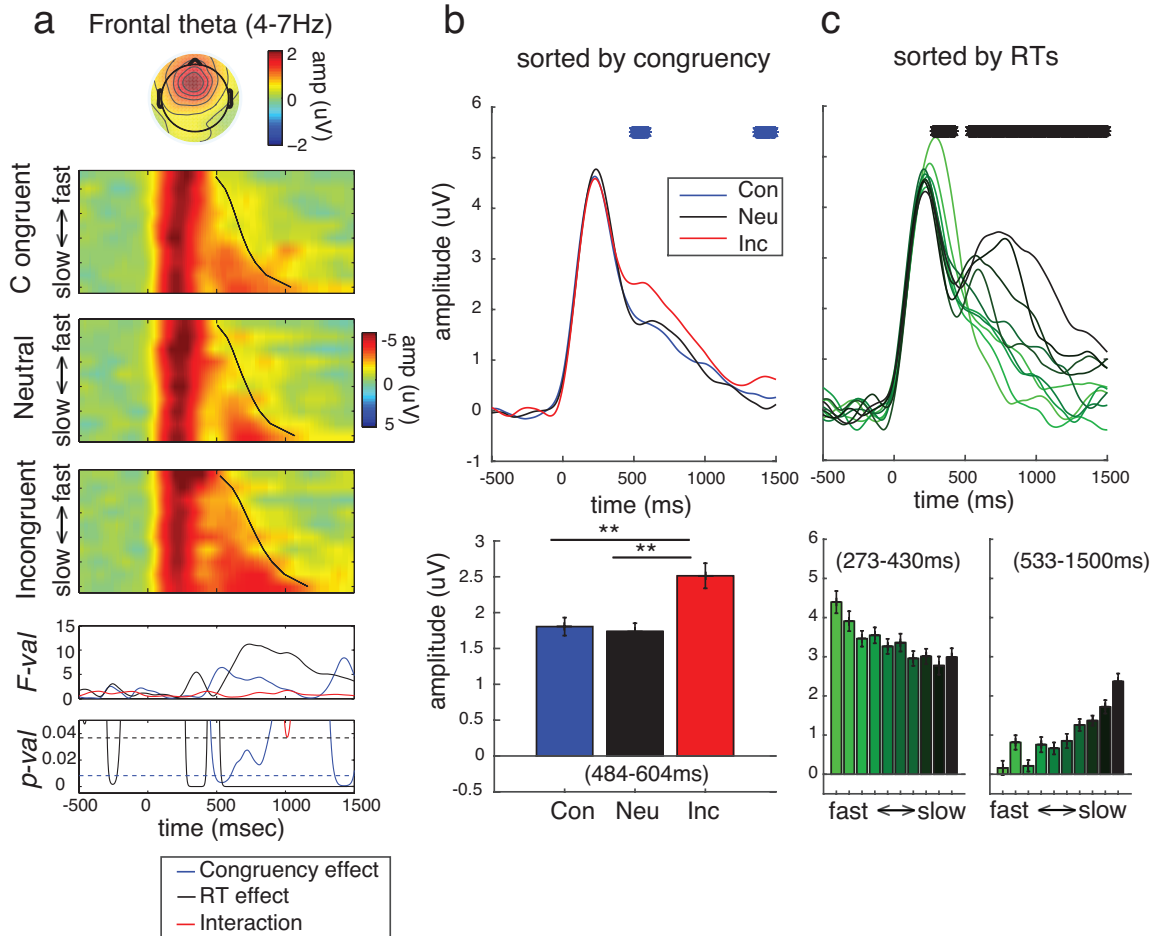 a
Frontal theta (4-7Hz)
2
0
−2
amp (uV)
C ongruent
slow <--> fast
Neutral
slow <--> fast
-5
0
5
amp (uV)
Incongruent
slow <--> fast
15
10
5
0
F-val
0.04
0.02
0
p-val
-500 0 500 1000 1500
time (msec)
Congruency effect
RT effect
Interaction
b
sorted by congruency
6
5
4
3
2
1
0
-1
amplitude (uV)
Con
Neu
Inc
-500 0 500 1000 1500
time (ms)
3
2.5
2
1.5
1
0.5
0
-0.5
amplitude (uV)
**
**
(484-604ms)
Con Neu Inc
c
sorted by RTs
-500 0 500 1000 1500
time (ms)
6
5
4
3
2
1
0
(273-430ms)
(533-1500ms)
fast <--> slow
fast <--> slow